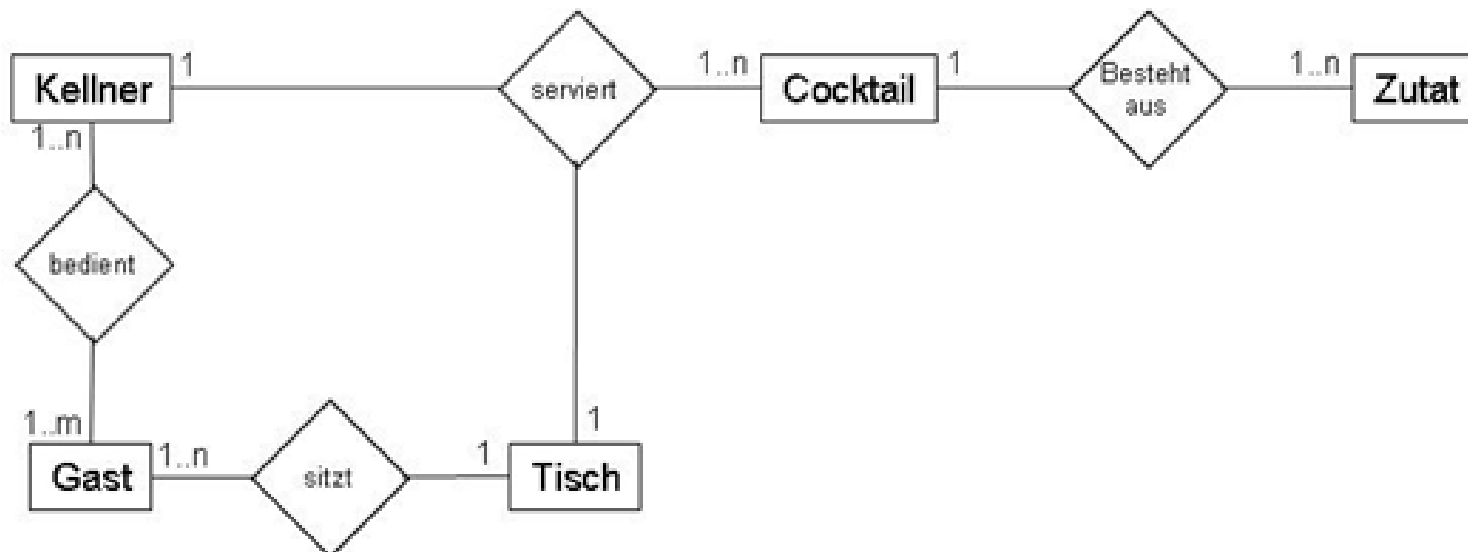 Kellner
1
serviert
1..n
Cocktail
1
Besteht
aus
1..n
Zutat
1..n
bedient
1..m
Gast
1..n
sitzt
1
Tisch
1